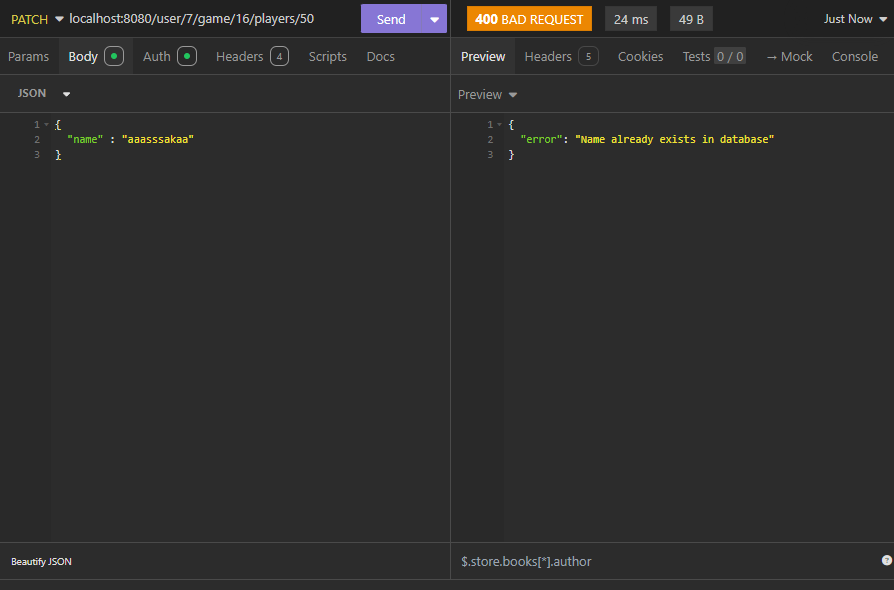 PATCH localhost:8080/user/7/game/16/players/50 Send 400 BAD REQUEST 24 ms 49 B Just Now
Params Body Auth Headers 4 Scripts Docs Preview Headers 5 Cookies Tests 0 / 0 → Mock Console
JSON
Preview
1 {
2 "name" : "aaasssakaa"
3 }
1 {
2 "error": "Name already exists in database"
3 }
Beautify JSON
$.store.books[*].author
?